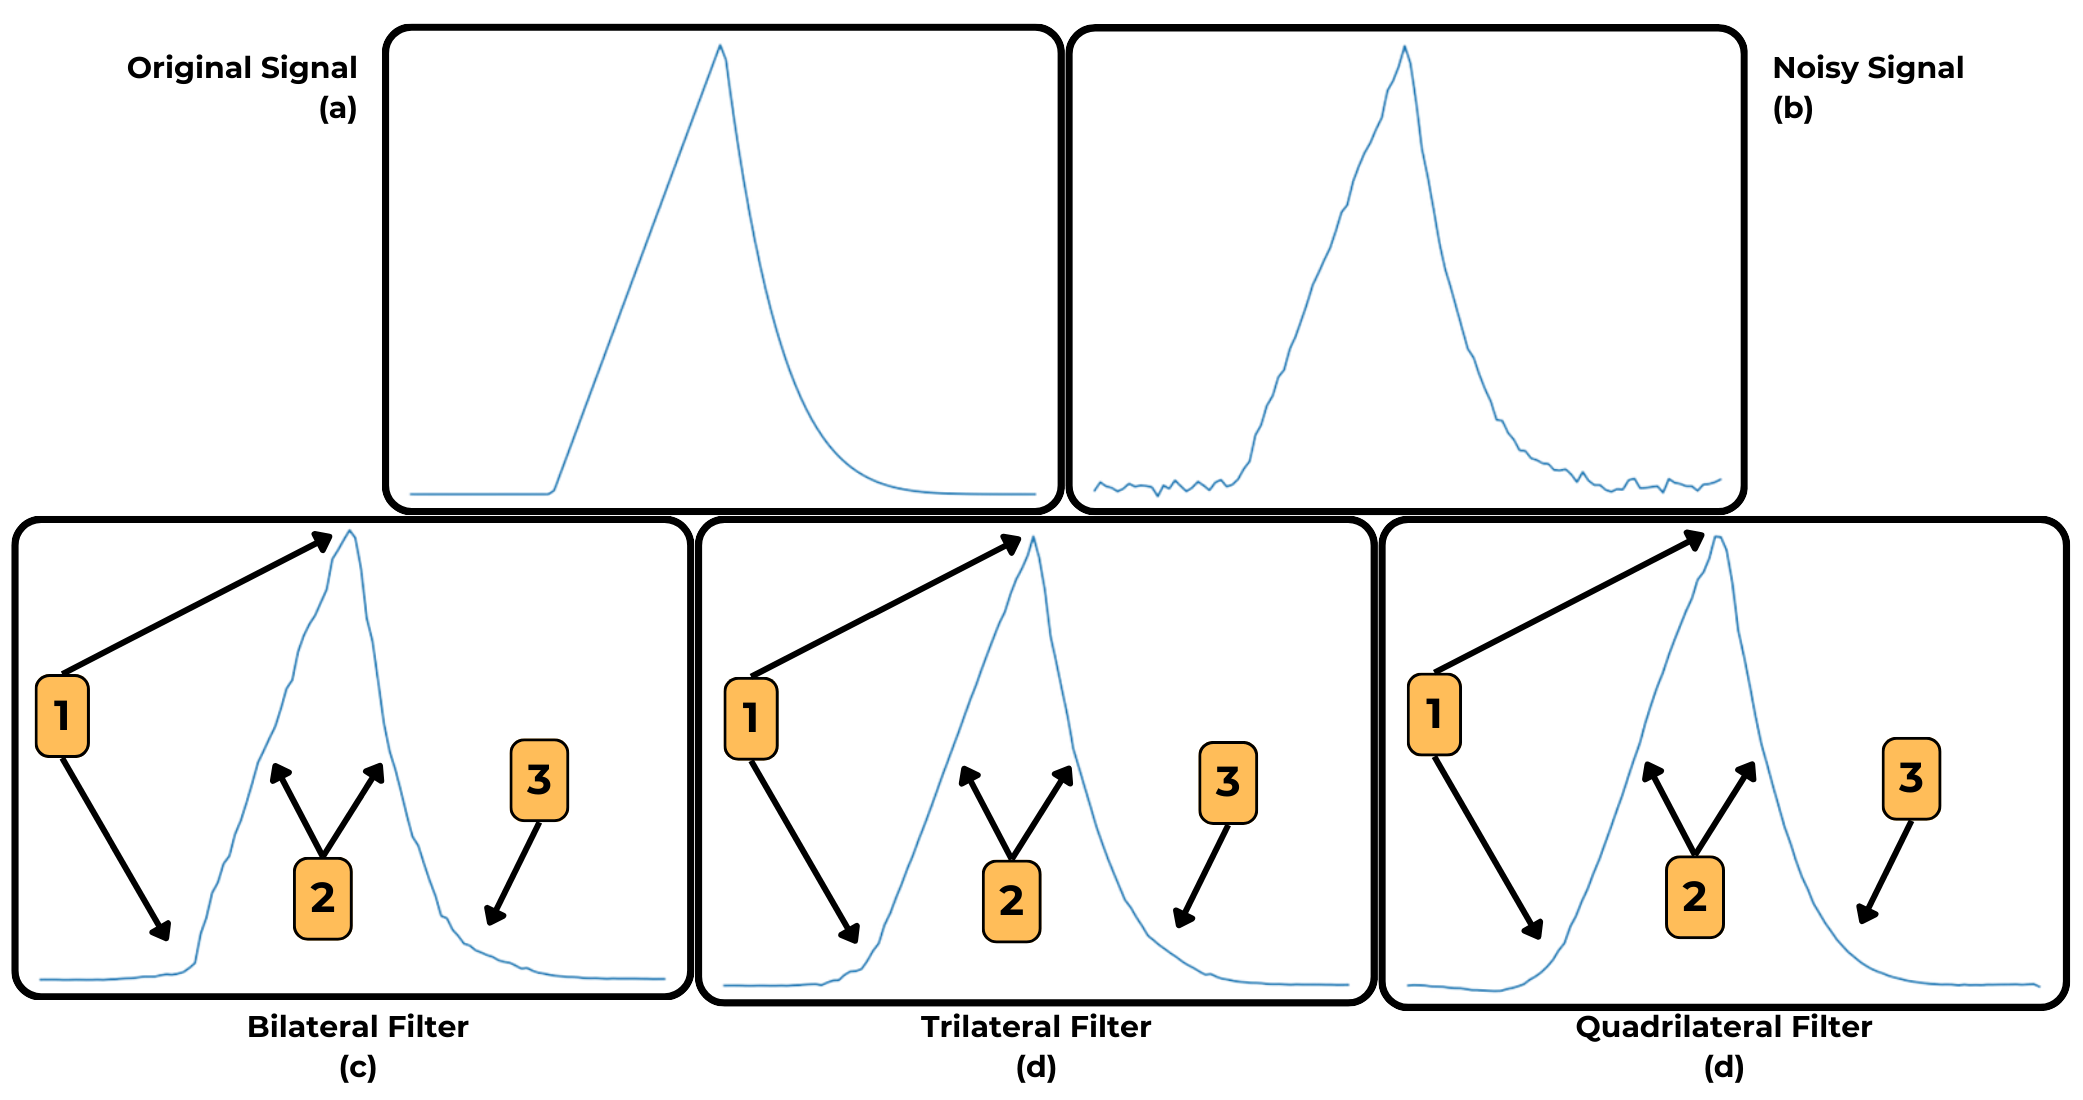 Original Signal
(a)
Noisy Signal
(b)
1
2
3
1
2
3
1
2
3
Bilateral Filter
(c)
Trilateral Filter
(d)
Quadrilateral Filter
(d)